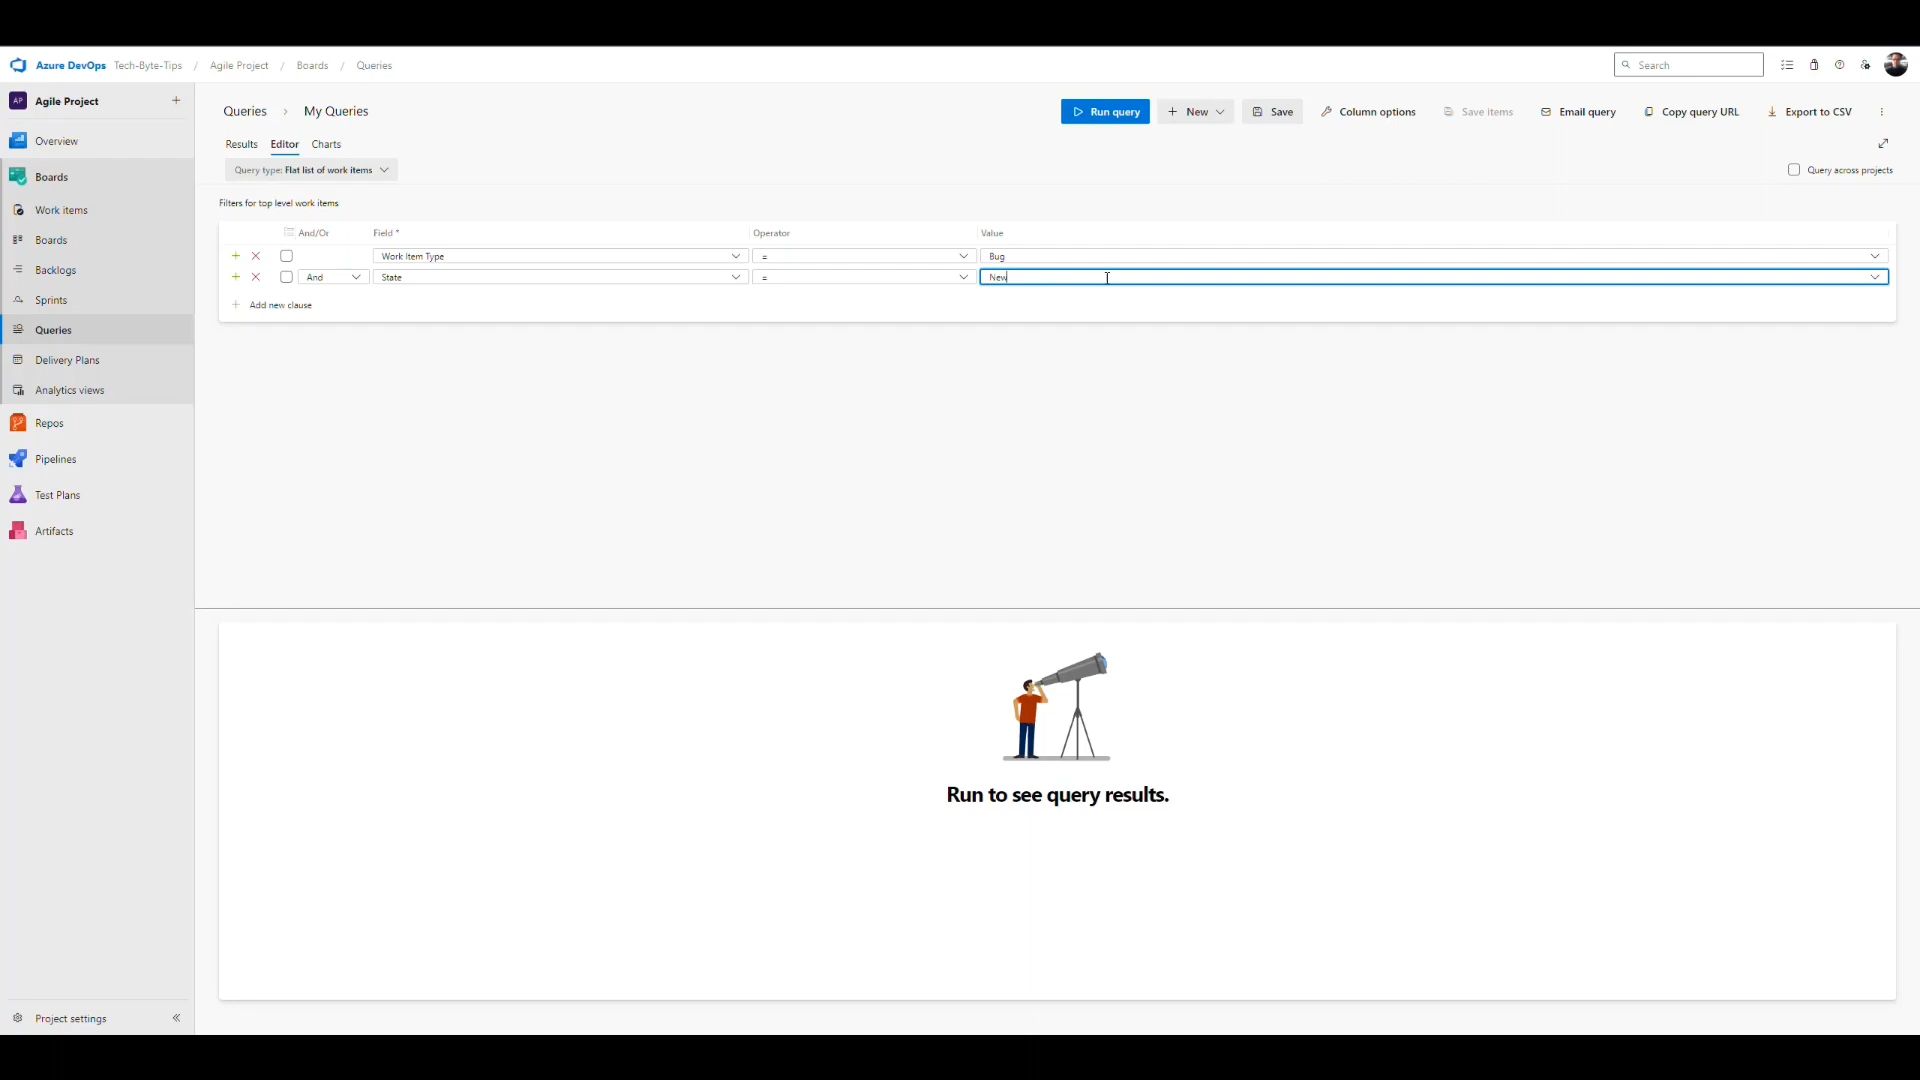 Azure DevOps Tech-Byte-Tips / Agile Project / Boards / Queries
Search
AP Agile Project
Overview
Boards
Work items
Boards
Backlogs
Sprints
Queries
Delivery Plans
Analytics views
Repos
Pipelines
Test Plans
Artifacts
Project settings
Queries > My Queries
Run query
New
Save
Column options
Save items
Email query
Copy query URL
Export to CSV
Results Editor Charts
Query type: Flat list of work items
Query across projects
Filters for top level work items
And/Or Field * Operator Value
Work Item Type = Bug
And State = New
+ Add new clause
Run to see query results.